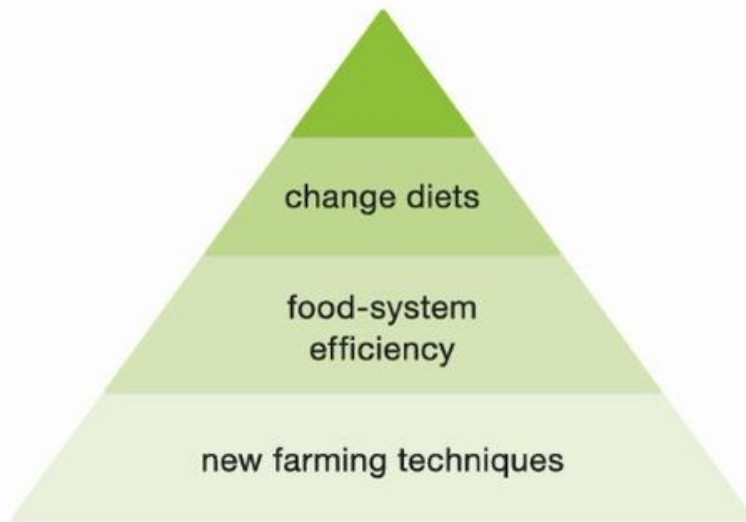 change diets
food-system
efficiency
new farming techniques